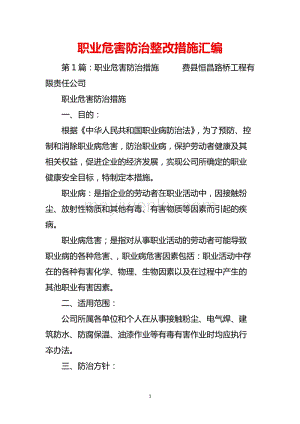 职业危害防治整改措施汇编
第1篇：职业危害防治措施 费县恒昌路桥工程有
限责任公司
职业危害防治措施
一、目的：
根据《中华人民共和国职业病防治法》，为了预防、控
制和消除职业病危害，防治职业病，保护劳动者健康及其
相关权益，促进企业的经济发展，实现公司所确定的职业
健康安全目标，特制定本措施。
职业病：是指企业的劳动者在职业活动中，因接触粉
尘、放射性物质和其他有毒、有害物质等因素而引起的疾
病。
职业病危害；是指对从事职业活动的劳动者可能导致
职业病的各种危害、，职业病危害因素包括：职业活动中存
在的各种有害化学、物理、生物因素以及在过程中产生的
其他职业有害因素。
二、适用范围：
公司所属各单位和个人在从事接触粉尘、电气焊、建
筑防水、防腐保温、油漆作业等有毒有害作业时均应执行
本办法。
三、防治方针：
1